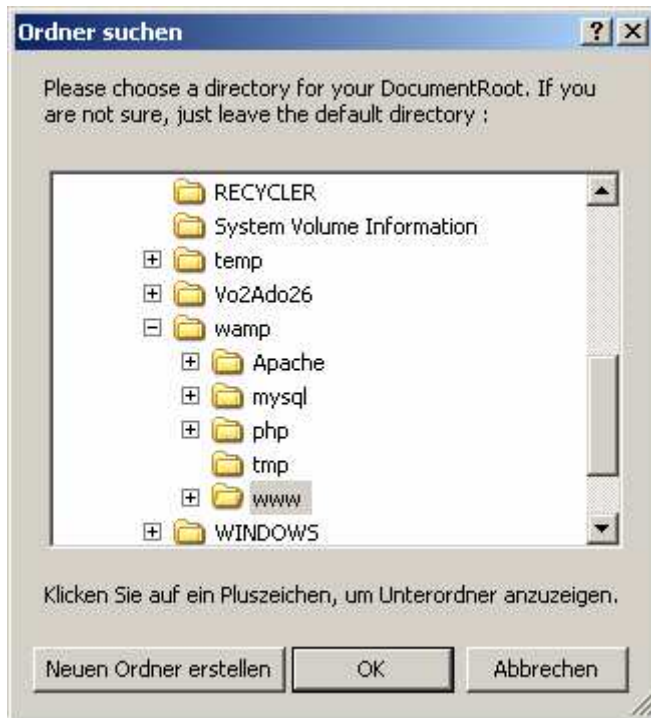 Ordner suchen
Please choose a directory for your DocumentRoot. If you
are not sure, just leave the default directory :
RECYCLER
System Volume Information
temp
Vo2Ado26
wamp
Apache
mysql
php
tmp
www
WINDOWS
Klicken Sie auf ein Pluszeichen, um Unterordner anzuzeigen.
Neuen Ordner erstellen OK Abbrechen